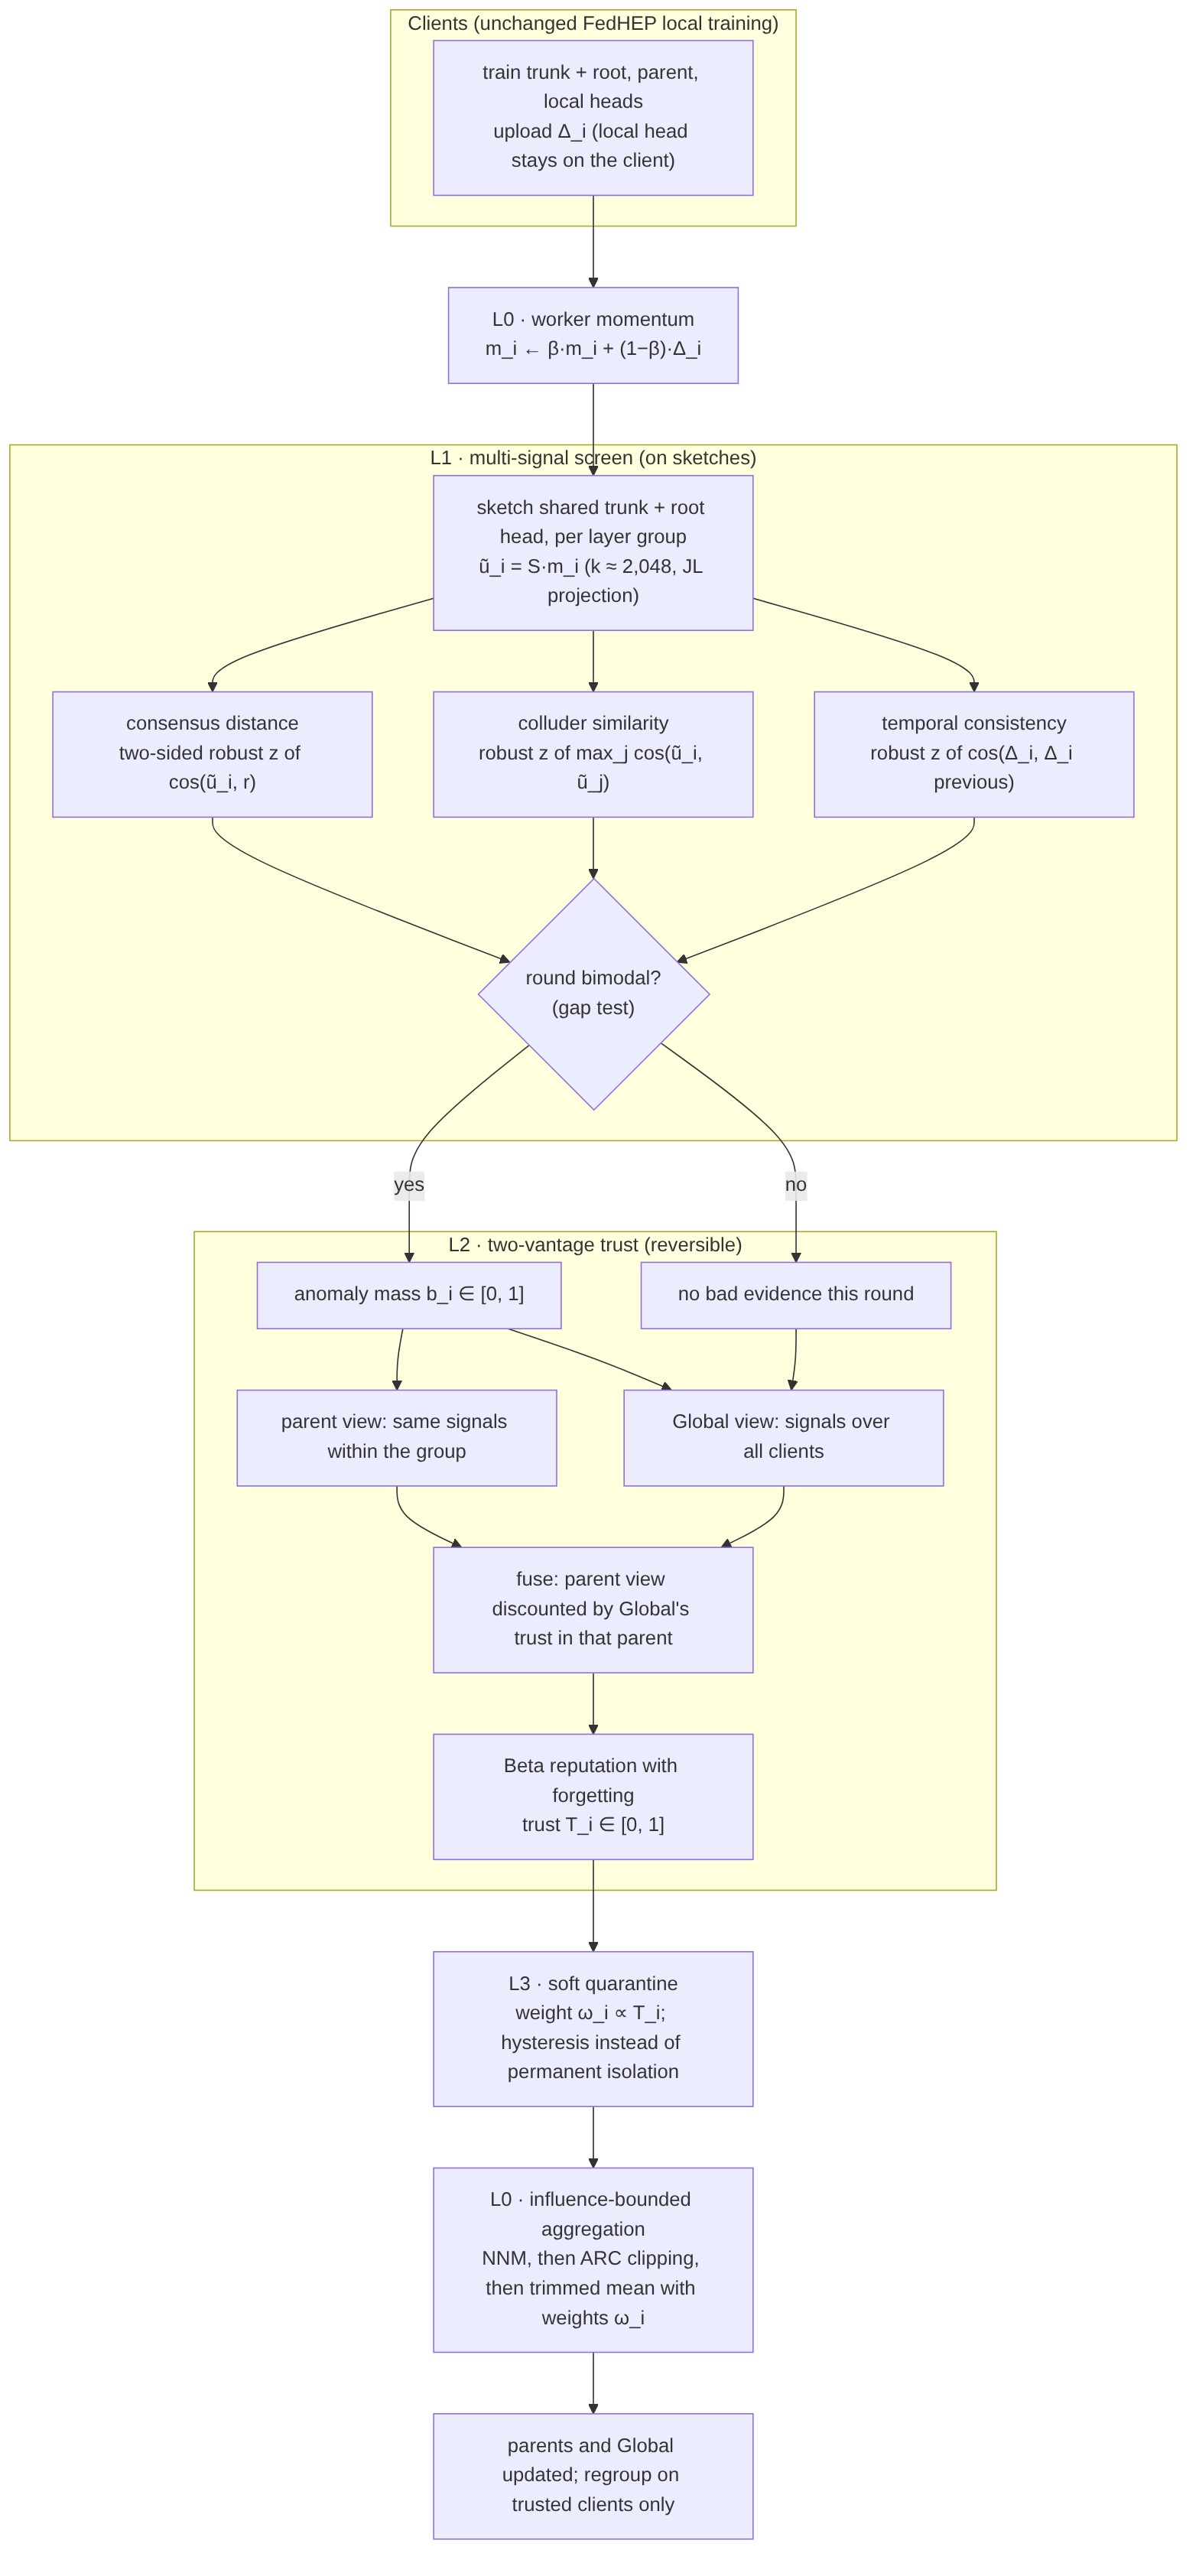 Clients (unchanged FedHEP local training)
train trunk + root, parent,
local heads
upload Δ_i (local head
stays on the client)
L0 · worker momentum
m_i ← β·m_i + (1−β)·Δ_i
L1 · multi-signal screen (on sketches)
sketch shared trunk + root
head, per layer group
ũ_i = S·m_i (k ≈ 2,048, JL
projection)
consensus distance
two-sided robust z of
cos(ũ_i, r)
colluder similarity
robust z of max_j cos(ũ_i,
ũ_j)
temporal consistency
robust z of cos(Δ_i, Δ_i
previous)
round bimodal?
(gap test)
yes
no
L2 · two-vantage trust (reversible)
anomaly mass b_i ∈ [0, 1]
no bad evidence this round
parent view: same signals
within the group
Global view: signals over
all clients
fuse: parent view
discounted by Global's
trust in that parent
Beta reputation with
forgetting
trust T_i ∈ [0, 1]
L3 · soft quarantine
weight ω_i ∝ T_i;
hysteresis instead of
permanent isolation
L0 · influence-bounded
aggregation
NNM, then ARC clipping,
then trimmed mean with
weights ω_i
parents and Global
updated; regroup on
trusted clients only